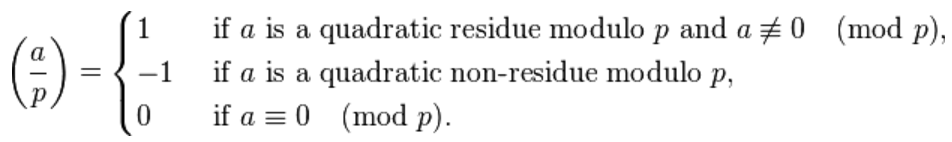 (a/p) = { 1 if a is a quadratic residue modulo p and a ≢ 0 (mod p),
−1 if a is a quadratic non-residue modulo p,
0 if a ≡ 0 (mod p).